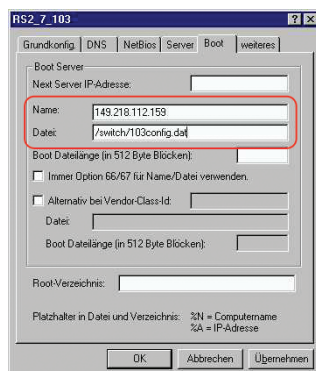 RS2_7_103
Grundkonfig. DNS NetBios Server Boot weiteres
Boot Server
Next Server IP-Adresse:
Name: 149.218.112.159
Datei: /switch/103config.dat
Boot Dateilänge (in 512 Byte Blöcken):
Immer Option 66/67 für Name/Datei verwenden.
Alternativ bei Vendor-Class-Id:
Datei:
Boot Dateilänge (in 512 Byte Blöcken):
Root-Verzeichnis:
Platzhalter in Datei und Verzeichnis: %N = Computername
%A = IP-Adresse
OK Abbrechen Übernehmen